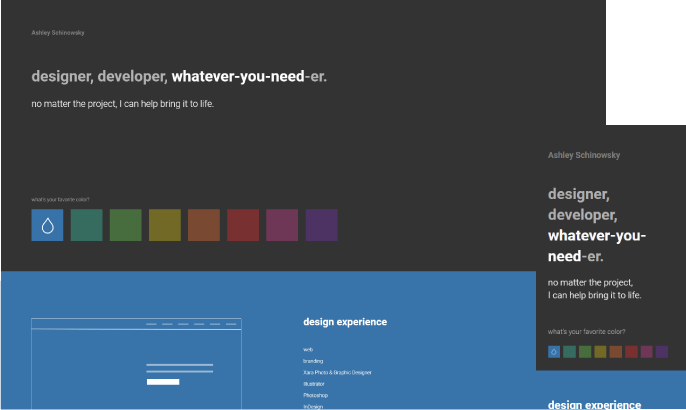 Ashley Schinowsky
designer, developer, whatever-you-need-er.
no matter the project, I can help bring it to life.
what's your favorite color?
design experience
web
branding
Xara Photo & Graphic Designer
Illustrator
Photoshop
InDesign
Ashley Schinowsky
designer,
developer,
whatever-you-
need-er.
no matter the project,
I can help bring it to life.
what's your favorite color?
design experience